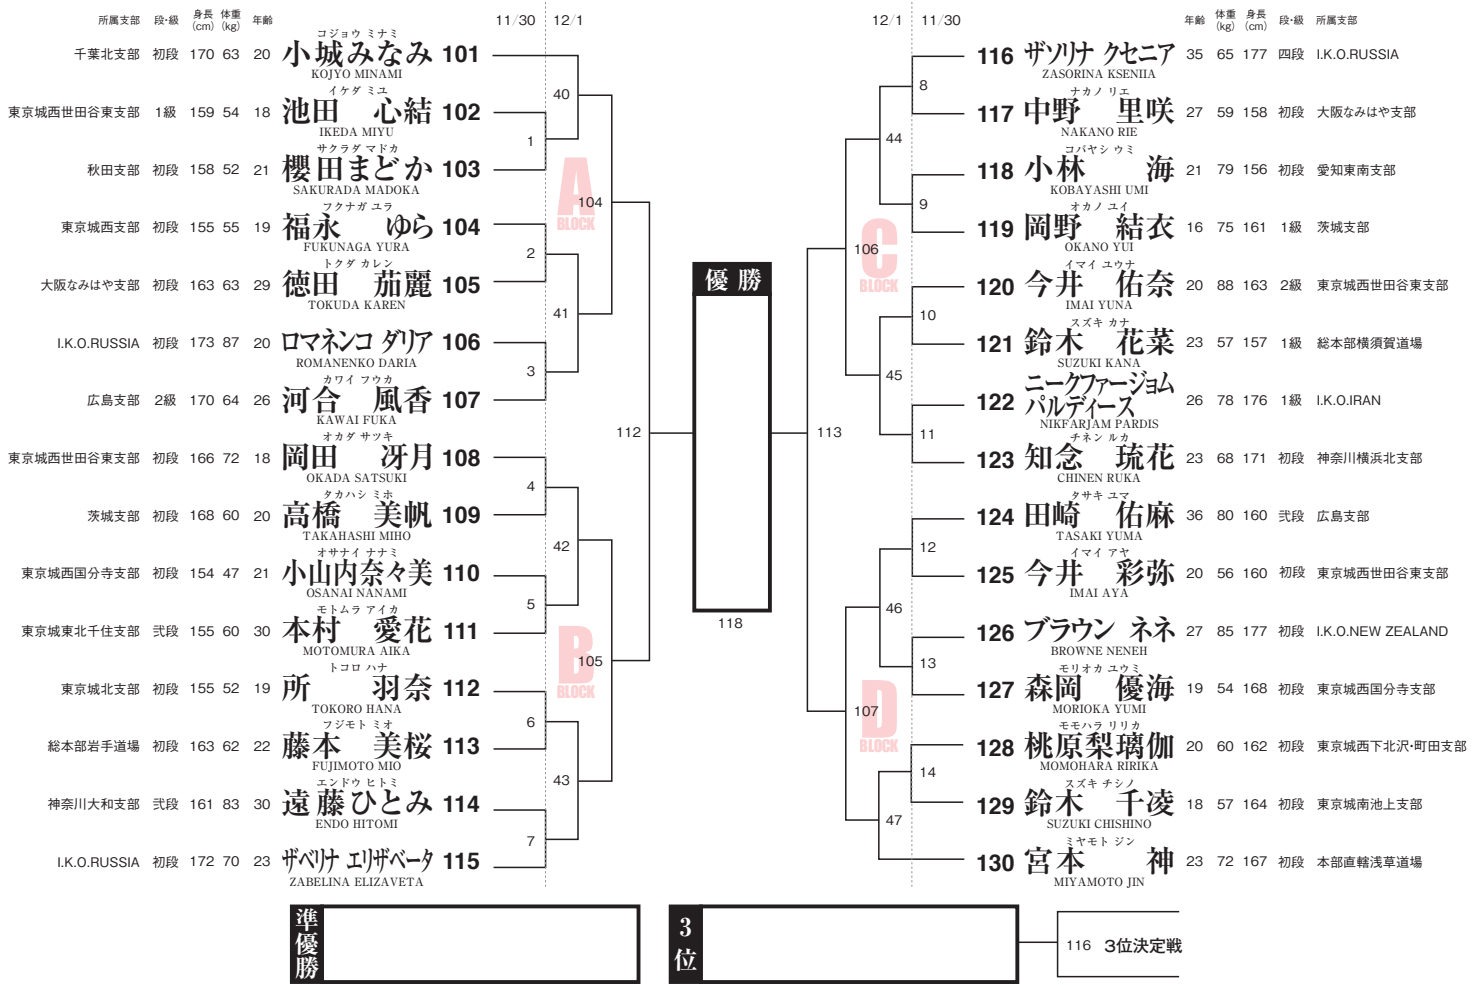 所属支部 段・級 身長(cm) 体重(kg) 年齢 11/30 12/1
12/1 11/30 年齢 体重(kg) 身長(cm) 段・級 所属支部
コジョウ ミナミ
千葉北支部 初段 170 63 20 小城みなみ 101
KOJYO MINAMI
イケダ ミユ
東京城西世田谷東支部 1級 159 54 18 池田 心結 102
IKEDA MIYU
サクラダ マドカ
秋田支部 初段 158 52 21 櫻田まどか 103
SAKURADA MADOKA
フクナガ ユラ
東京城西支部 初段 155 55 19 福永 ゆら 104
FUKUNAGA YURA
トクダ カレン
大阪なみはや支部 初段 163 63 29 徳田 茄麗 105
TOKUDA KAREN
I.K.O.RUSSIA 初段 173 87 20 ロマネンコ ダリア 106
ROMANENKO DARIA
カワイ フウカ
広島支部 2級 170 64 26 河合 風香 107
KAWAI FUKA
オカダ サツキ
東京城西世田谷東支部 初段 166 72 18 岡田 冴月 108
OKADA SATSUKI
タカハシ ミホ
茨城支部 初段 168 60 20 高橋 美帆 109
TAKAHASHI MIHO
オサナイ ナナミ
東京城西国分寺支部 初段 154 47 21 小山内奈々美 110
OSANAI NANAMI
モトムラ アイカ
東京城東北千住支部 弐段 155 60 30 本村 愛花 111
MOTOMURA AIKA
トコロ ハナ
東京城北支部 初段 155 52 19 所 羽奈 112
TOKORO HANA
フジモト ミオ
総本部岩手道場 初段 163 62 22 藤本 美桜 113
FUJIMOTO MIO
エンドウ ヒトミ
神奈川大和支部 弐段 161 83 30 遠藤ひとみ 114
ENDO HITOMI
I.K.O.RUSSIA 初段 172 70 23 ザベリナ エリザベータ 115
ZABELINA ELIZAVETA
40
1
A BLOCK
104
2
41
3
112
4
42
5
B BLOCK
105
6
43
7
優勝
118
116 ザソリナ クセニア 35 65 177 四段 I.K.O.RUSSIA
ZASORINA KSENIIA
ナカノ リエ
117 中野 里咲 27 59 158 初段 大阪なみはや支部
NAKANO RIE
コバヤシ ウミ
118 小林 海 21 79 156 初段 愛知東南支部
KOBAYASHI UMI
オカノ ユイ
119 岡野 結衣 16 75 161 1級 茨城支部
OKANO YUI
イマイ ユウナ
120 今井 佑奈 20 88 163 2級 東京城西世田谷東支部
IMAI YUNA
スズキ カナ
121 鈴木 花菜 23 57 157 1級 総本部横須賀道場
SUZUKI KANA
122 ニークファージョム パルディース 26 78 176 1級 I.K.O.IRAN
NIKFARJAM PARDIS
チネン ルカ
123 知念 琉花 23 68 171 初段 神奈川横浜北支部
CHINEN RUKA
タサキ ユマ
124 田崎 佑麻 36 80 160 弐段 広島支部
TASAKI YUMA
イマイ アヤ
125 今井 彩弥 20 56 160 初段 東京城西世田谷東支部
IMAI AYA
126 ブラウン ネネ 27 85 177 初段 I.K.O.NEW ZEALAND
BROWNE NENEH
モリオカ ユウミ
127 森岡 優海 19 54 168 初段 東京城西国分寺支部
MORIOKA YUMI
モモハラ リリカ
128 桃原梨璃伽 20 60 162 初段 東京城西下北沢・町田支部
MOMOHARA RIRIKA
スズキ チシノ
129 鈴木 千凌 18 57 164 初段 東京城南池上支部
SUZUKI CHISHINO
ミヤモト ジン
130 宮本 神 23 72 167 初段 本部直轄浅草道場
MIYAMOTO JIN
8
44
9
C BLOCK
106
10
45
11
113
12
46
13
D BLOCK
107
14
47
準優勝
3位
116 3位決定戦